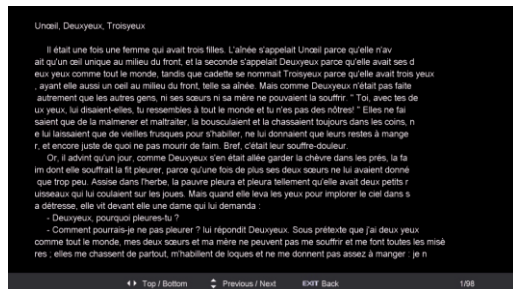 Unœil, Deuxyeux, Troisyeux
Il était une fois une femme qui avait trois filles. L'aînée s'appelait Unœil parce qu'elle n'av
ait qu'un œil unique au milieu du front, et la seconde s'appelait Deuxyeux parce qu'elle avait ses d
eux yeux comme tout le monde, tandis que cadette se nommait Troisyeux parce qu'elle avait trois yeux
, ayant elle aussi un oeil au milieu du front, telle sa aînée. Mais comme Deuxyeux n'était pas faite
autrement que les autres gens, ni ses sœurs ni sa mère ne pouvaient la souffrir. " Toi, avec tes de
ux yeux, lui disaient-elles, tu ressembles à tout le monde et tu n'es pas des nôtres! " Elles ne fai
saient que de la malmener et maltraiter, la bousculaient et la chassaient toujours dans les coins, n
e lui laissaient que de vieilles frusques pour s'habiller, ne lui donnaient que leurs restes à mange
r, et encore juste de quoi ne pas mourir de faim. Bref, c'était leur souffre-douleur.
Or, il advint qu'un jour, comme Deuxyeux s'en était allée garder la chèvre dans les prés, la fa
im dont elle souffrait la fit pleurer, parce qu'une fois de plus ses deux sœurs ne lui avaient donné
que trop peu. Assise dans l'herbe, la pauvre pleura et pleura tellement qu'elle avait deux petits r
uisseaux qui lui coulaient sur les joues. Mais quand elle leva les yeux pour implorer le ciel dans s
a détresse, elle vit devant elle une dame qui lui demanda :
- Deuxyeux, pourquoi pleures-tu ?
- Comment pourrais-je ne pas pleurer ? lui répondit Deuxyeux. Sous prétexte que j'ai deux yeux
comme tout le monde, mes deux sœurs et ma mère ne peuvent pas me souffrir et me font toutes les misè
res ; elles me chassent de partout, m'habillent de loques et ne me donnent pas assez à manger : je n
Top / Bottom Previous / Next EXIT Back 1/98